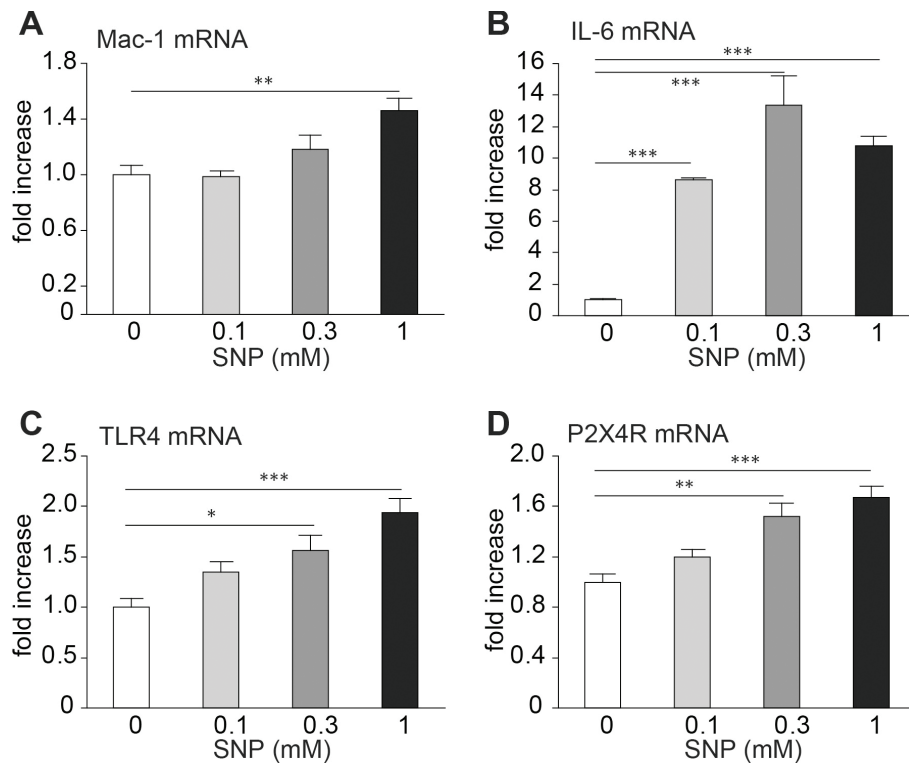 A
Mac-1 mRNA
fold increase
1.8
1.4
1.0
0.6
0.2
0
**
0 0.1 0.3 1
SNP (mM)
B
IL-6 mRNA
fold increase
16
14
12
10
8
6
4
2
0
***
***
***
0 0.1 0.3 1
SNP (mM)
C
TLR4 mRNA
fold increase
2.5
2.0
1.5
1.0
0.5
0
***
*
0 0.1 0.3 1
SNP (mM)
D
P2X4R mRNA
fold increase
2.0
1.6
1.2
0.8
0.4
0
***
**
0 0.1 0.3 1
SNP (mM)